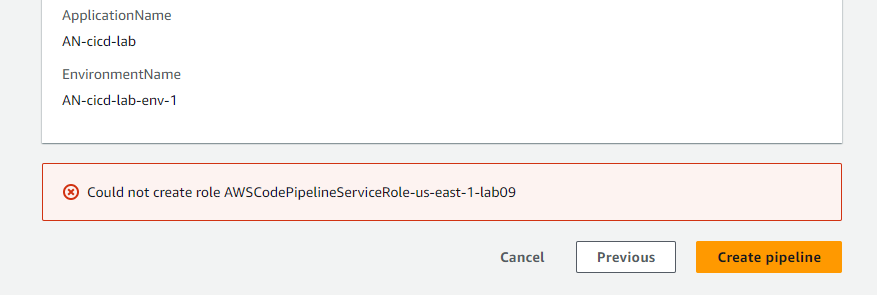 ApplicationName
AN-cicd-lab
EnvironmentName
AN-cicd-lab-env-1
Could not create role AWSCodePipelineServiceRole-us-east-1-lab09
Cancel
Previous
Create pipeline